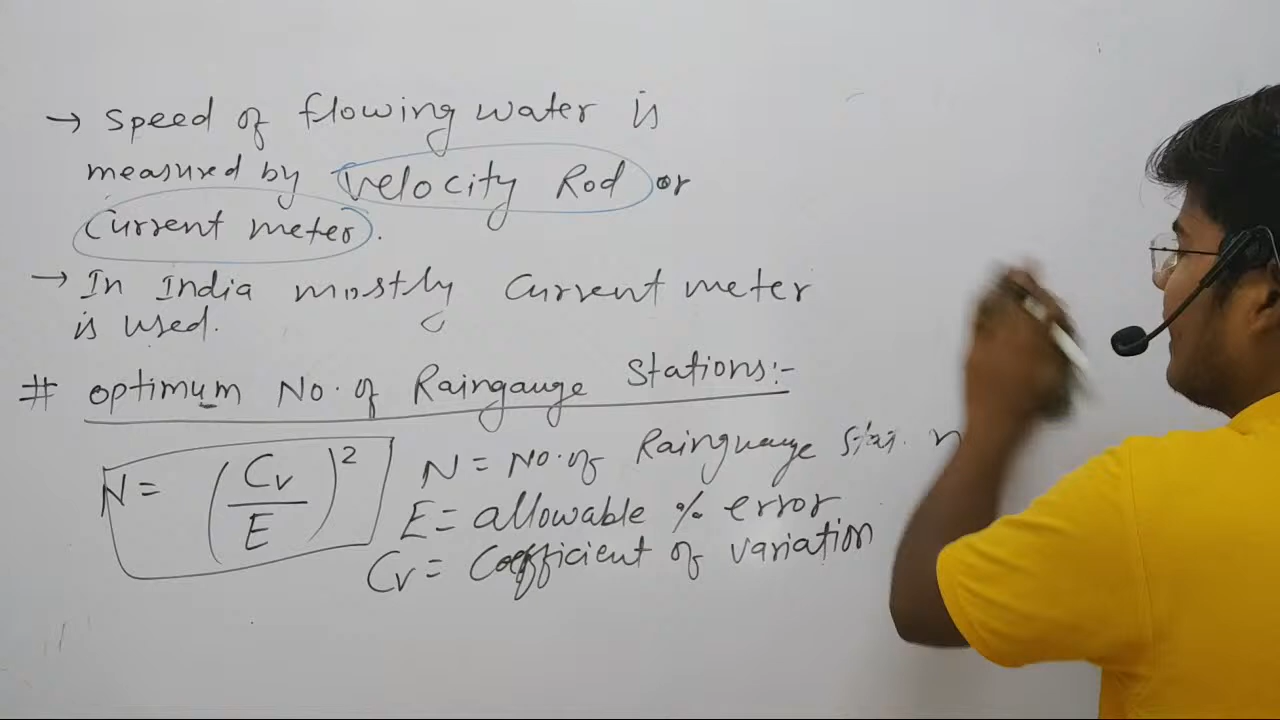 → Speed of flowing water is
measured by Velocity Rod or
Current meter.
→ In India mostly Current meter
is used.
# optimum No. of Raingauge Stations:-
N = (Cv/E)²
N = No. of Rainguauge
E = allowable % error
Cv = Coefficient of variation